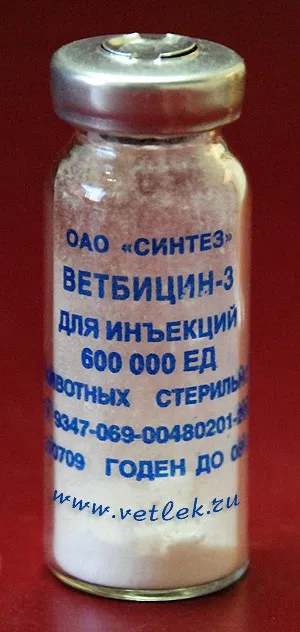 ОАО «СИНТЕЗ»
ВЕТБИЦИН-3
ДЛЯ ИНЪЕКЦИЙ
600 000 ЕД
ИВОТНЫХ СТЕРИЛЬ
9347-069-00480201-
0709 ГОДЕН ДО
www.vetlek.ru